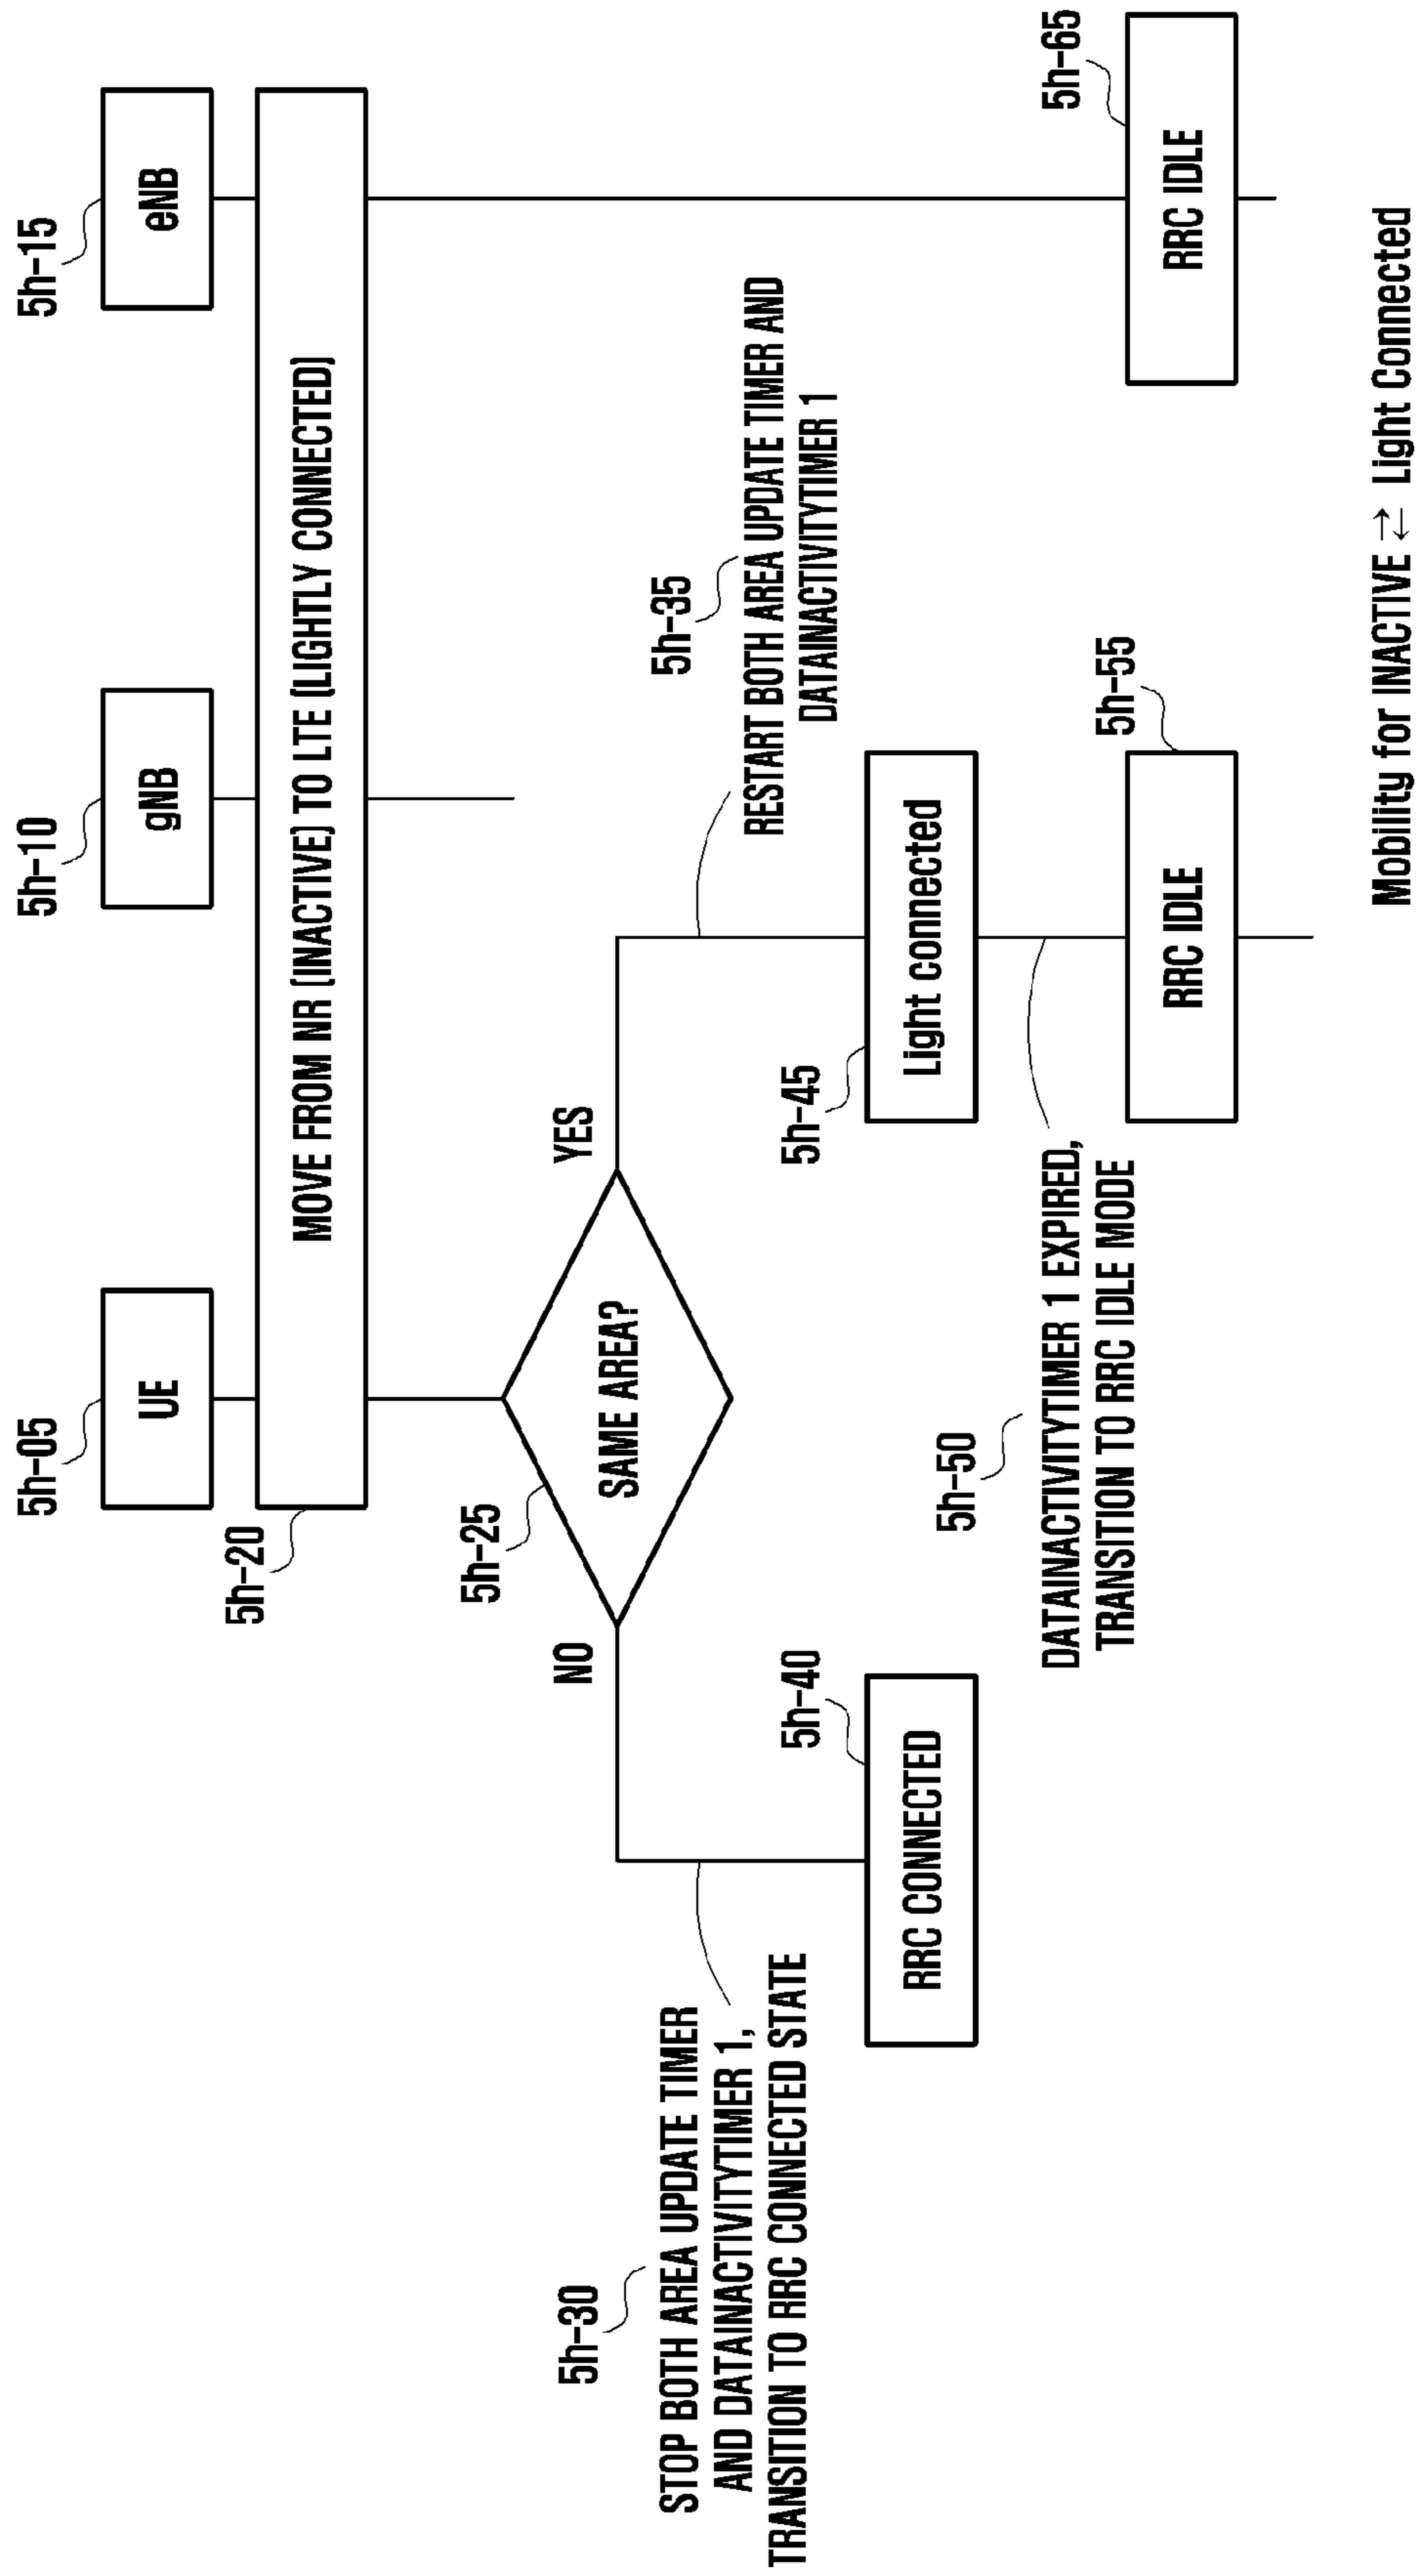 5h-05
5h-10
5h-15
UE
gNB
eNB
5h-20
MOVE FROM NR (INACTIVE) TO LTE (LIGHTLY CONNECTED)
5h-25
SAME AREA?
NO
YES
5h-30
STOP BOTH AREA UPDATE TIMER
AND DATAINACTIVITYTIMER 1,
TRANSITION TO RRC CONNECTED STATE
5h-35
RESTART BOTH AREA UPDATE TIMER AND
DATAINACTIVITYTIMER 1
5h-40
RRC CONNECTED
5h-45
Light connected
5h-50
DATAINACTIVITYTIMER 1 EXPIRED,
TRANSITION TO RRC IDLE MODE
5h-55
RRC IDLE
5h-65
RRC IDLE
Mobility for INACTIVE ⇄ Light Connected